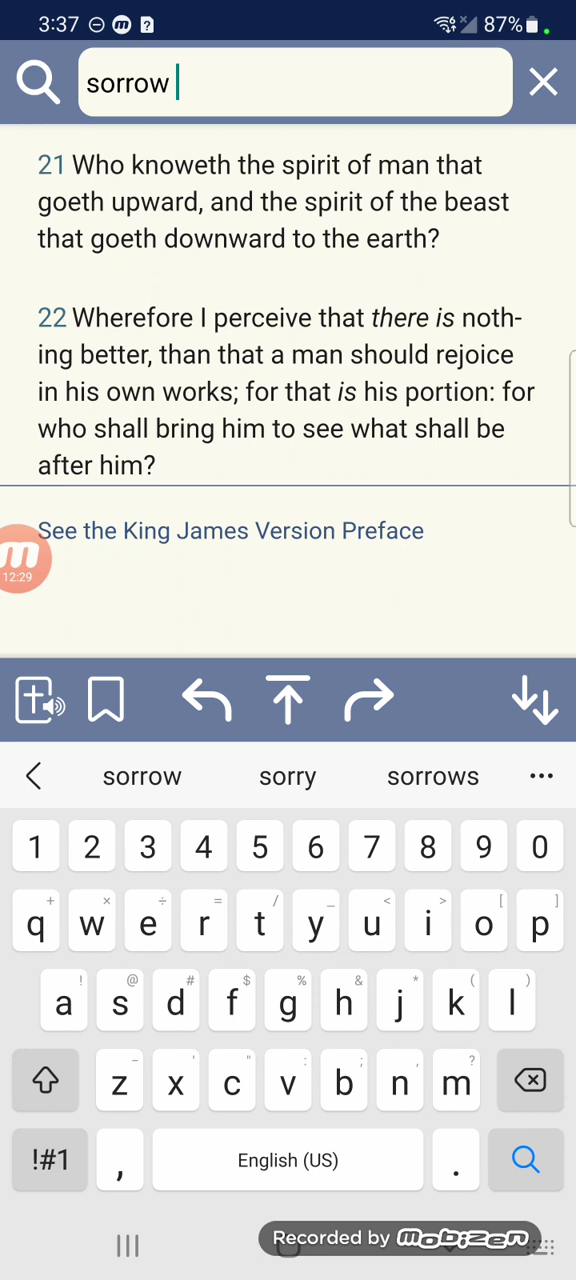 3:37 m ? 6 87%
sorrow
21 Who knoweth the spirit of man that
goeth upward, and the spirit of the beast
that goeth downward to the earth?
22 Wherefore I perceive that there is noth-
ing better, than that a man should rejoice
in his own works; for that is his portion: for
who shall bring him to see what shall be
after him?
See the King James Version Preface
m
12:29
sorrow sorry sorrows ...
1 2 3 4 5 6 7 8 9 0
+ × ÷ = / _ < > [ ]
q w e r t y u i o p
! @ # $ % & * ( )
a s d f g h j k l
- ' " : ; , ?
z x c v b n m
!#1 , English (US) .
Recorded by mobizen